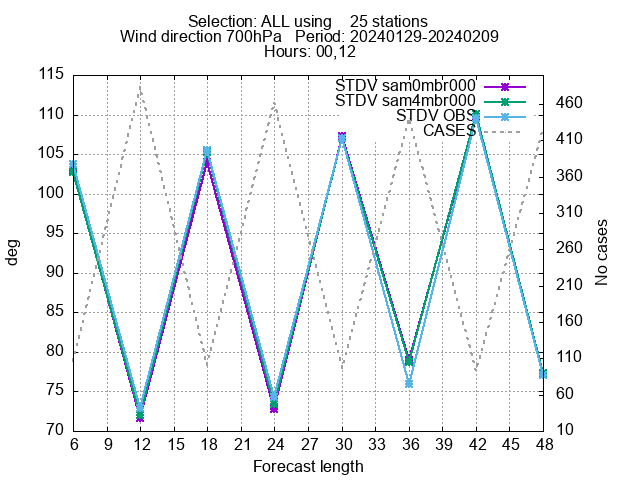 Selection: ALL using 25 stations
Wind direction 700hPa Period: 20240129-20240209
Hours: 00,12
STDV sam0mbr000
STDV sam4mbr000
STDV OBS
CASES
115
110
105
100
95
90
85
80
75
70
deg
460
410
360
310
260
210
160
110
60
10
No cases
6 9 12 15 18 21 24 27 30 33 36 39 42 45 48
Forecast length